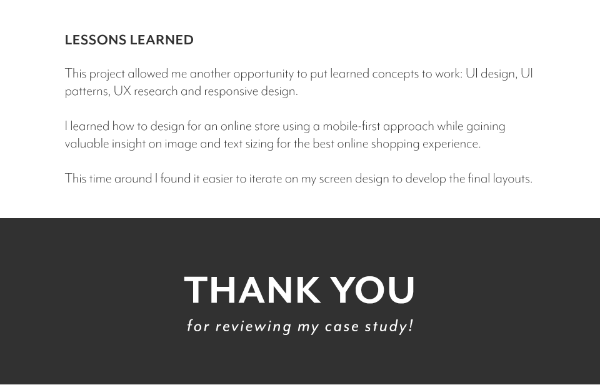 LESSONS LEARNED
This project allowed me another opportunity to put learned concepts to work: UI design, UI
patterns, UX research and responsive design.
I learned how to design for an online store using a mobile-first approach while gaining
valuable insight on image and text sizing for the best online shopping experience.
This time around I found it easier to iterate on my screen design to develop the final layouts.
THANK YOU
for reviewing my case study!